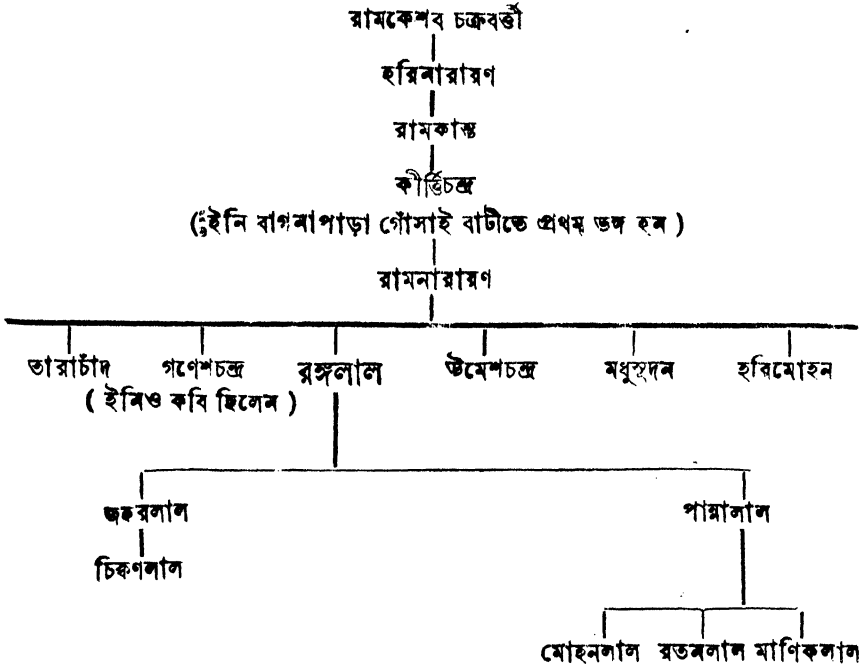 রামকেশব চক্রবর্ত্তী
হরিনারায়ণ
রামকান্ত
কীর্ত্তিচন্দ্র
( ইনি বাগনাপাড়া গোঁসাই বাটীতে প্রথম ভঙ্গ হন )
রামনারায়ণ
তারাচাঁদ গণেশচন্দ্র রঙ্গলাল উমেশচন্দ্র মধুসূদন হরিমোহন
( ইনিও কবি ছিলেন )
জহরলাল পান্নালাল
চিক্কণলাল
মোহনলাল রতনলাল মাণিকলাল